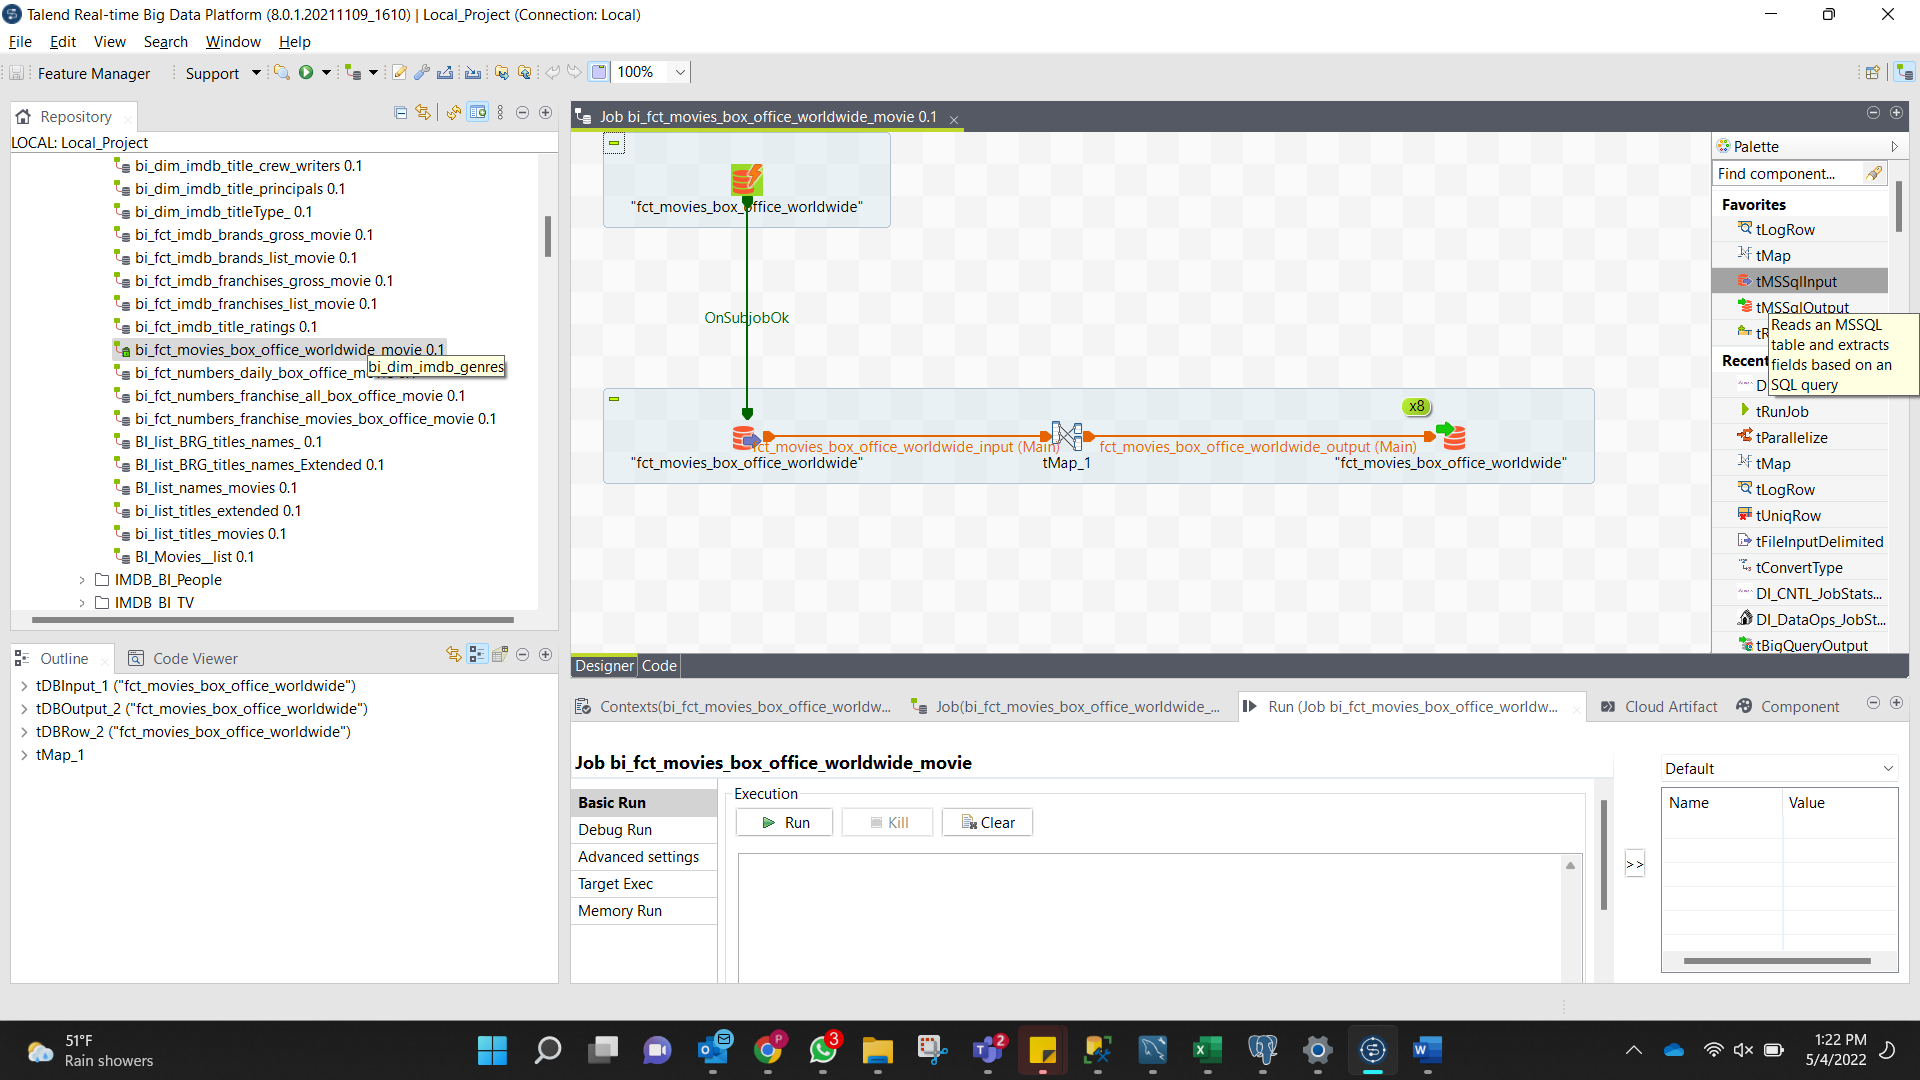 Talend Real-time Big Data Platform (8.0.1.20211109_1610) | Local_Project (Connection: Local)
File Edit View Search Window Help
Feature Manager Support 100%
Repository
LOCAL: Local_Project
bi_dim_imdb_title_crew_writers 0.1
bi_dim_imdb_title_principals 0.1
bi_dim_imdb_titleType_ 0.1
bi_fct_imdb_brands_gross_movie 0.1
bi_fct_imdb_brands_list_movie 0.1
bi_fct_imdb_franchises_gross_movie 0.1
bi_fct_imdb_franchises_list_movie 0.1
bi_fct_imdb_title_ratings 0.1
bi_fct_movies_box_office_worldwide_movie 0.1
bi_dim_imdb_genres
bi_fct_numbers_daily_box_office_m
bi_fct_numbers_franchise_all_box_office_movie 0.1
bi_fct_numbers_franchise_movies_box_office_movie 0.1
BI_list_BRG_titles_names_ 0.1
BI_list_BRG_titles_names_Extended 0.1
BI_list_names_movies 0.1
bi_list_titles_extended 0.1
bi_list_titles_movies 0.1
BI_Movies__list 0.1
IMDB_BI_People
IMDB_BI_TV
Outline Code Viewer
tDBInput_1 ("fct_movies_box_office_worldwide")
tDBOutput_2 ("fct_movies_box_office_worldwide")
tDBRow_2 ("fct_movies_box_office_worldwide")
tMap_1
Job bi_fct_movies_box_office_worldwide_movie 0.1
"fct_movies_box_office_worldwide"
OnSubjobOk
x8
fct_movies_box_office_worldwide_input (Main)
fct_movies_box_office_worldwide_output (Main)
"fct_movies_box_office_worldwide"
tMap_1
"fct_movies_box_office_worldwide"
Designer Code
Palette
Find component...
Favorites
tLogRow
tMap
tMSSqlInput
tMSSqlOutput
Reads an MSSQL
table and extracts
fields based on an
SQL query
Recent
tRunJob
tParallelize
tMap
tLogRow
tUniqRow
tFileInputDelimited
tConvertType
DI_CNTL_JobStats...
DI_DataOps_JobSt...
tBigQueryOutput
Contexts(bi_fct_movies_box_office_worldw... Job(bi_fct_movies_box_office_worldwide_... Run (Job bi_fct_movies_box_office_worldw... Cloud Artifact Component
Job bi_fct_movies_box_office_worldwide_movie
Basic Run
Debug Run
Advanced settings
Target Exec
Memory Run
Execution
Run Kill Clear
>>
Default
Name Value
51°F
Rain showers
P
3
2
1:22 PM
5/4/2022